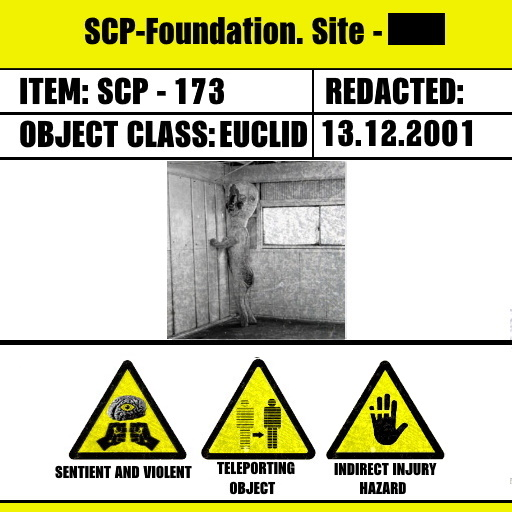 SCP-Foundation. Site -
ITEM: SCP - 173
REDACTED:
OBJECT CLASS: EUCLID
13.12.2001
SENTIENT AND VIOLENT
TELEPORTING
OBJECT
INDIRECT INJURY
HAZARD